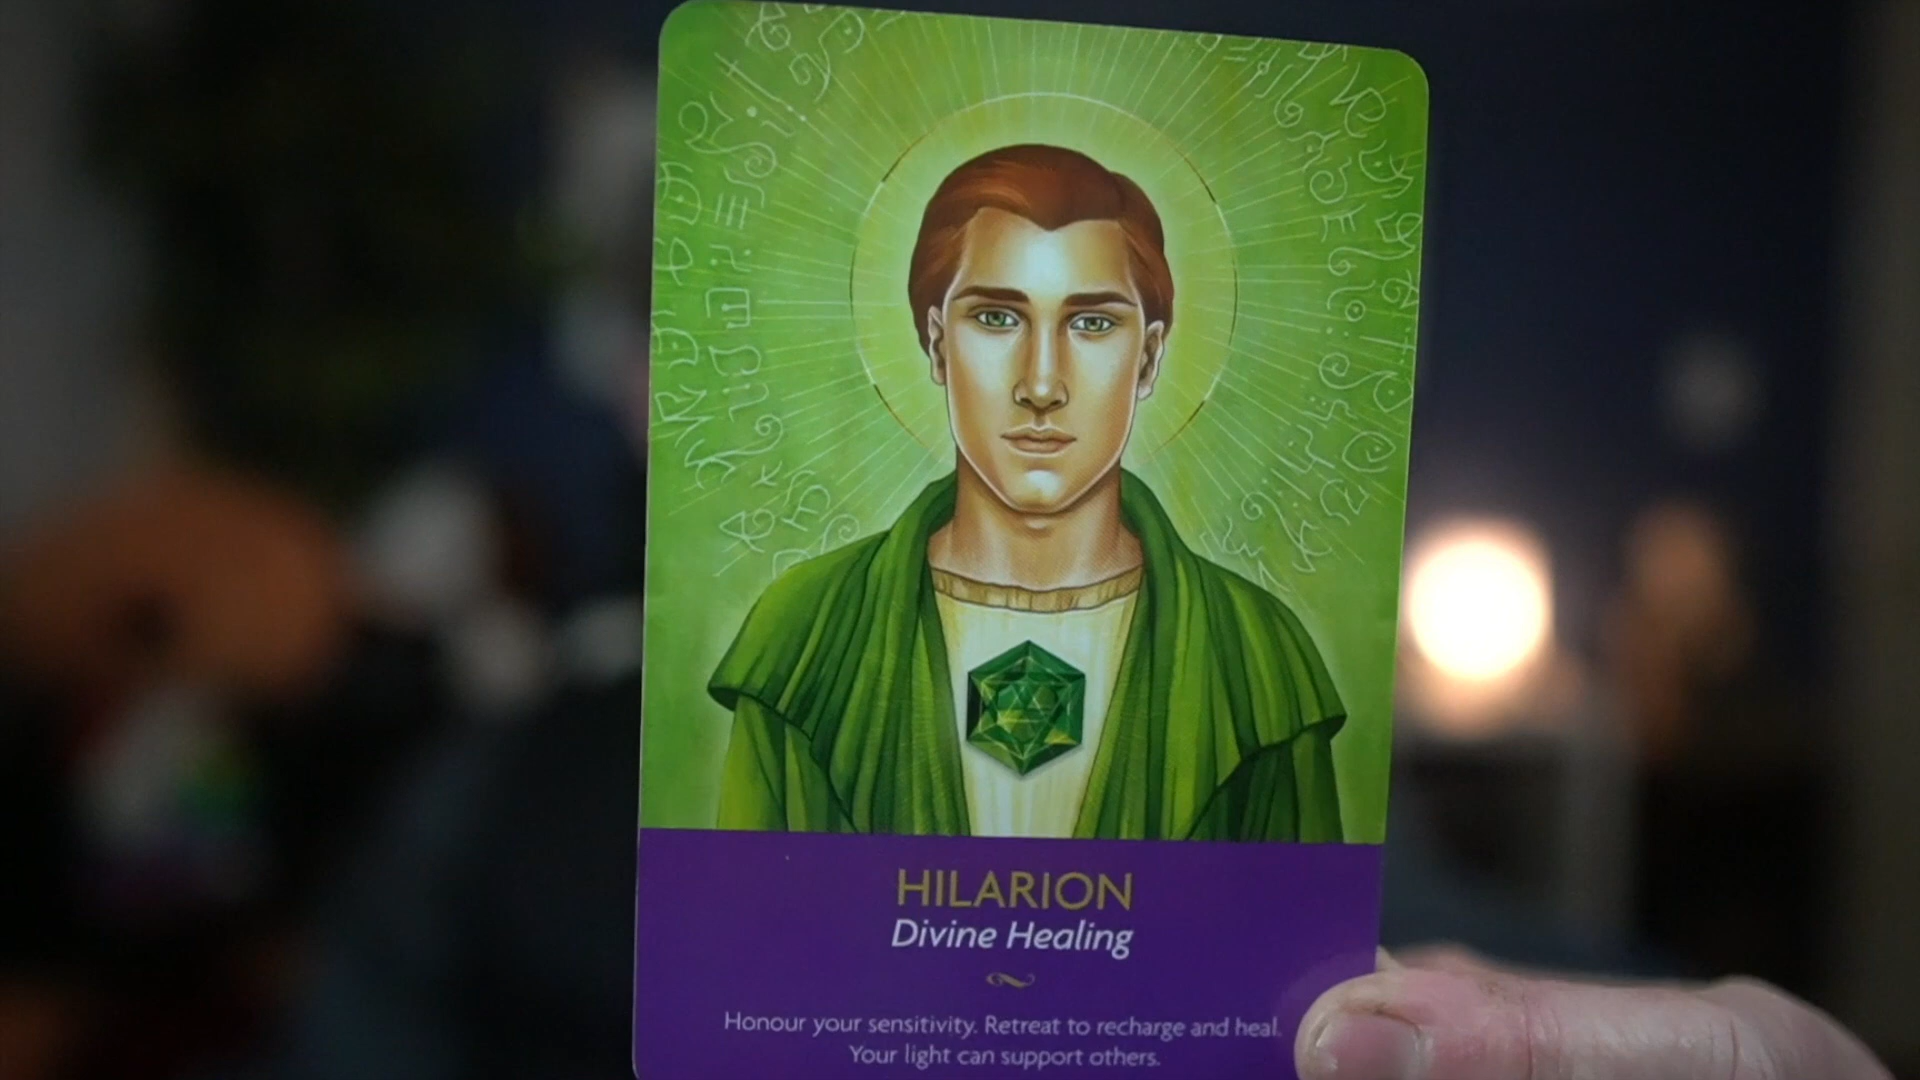 HILARION
Divine Healing
Honour your sensitivity. Retreat to recharge and heal.
Your light can support others.